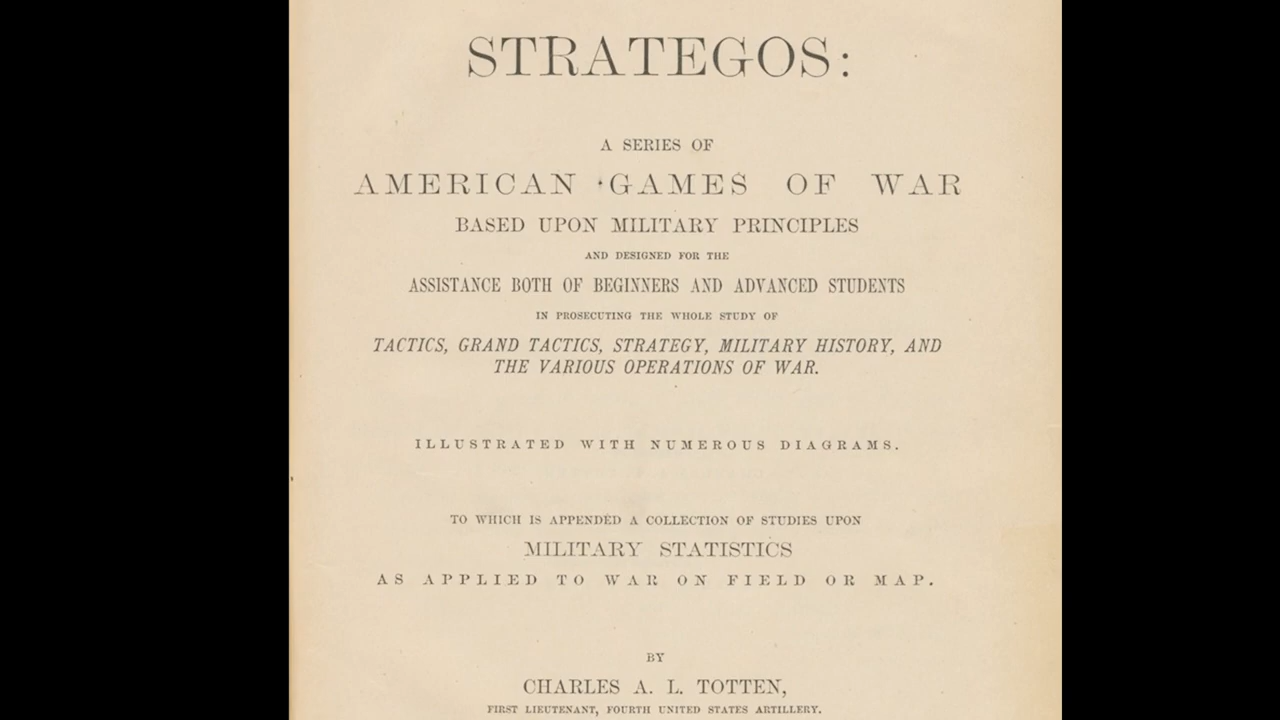 STRATEGOS:
A SERIES OF
AMERICAN GAMES OF WAR
BASED UPON MILITARY PRINCIPLES
AND DESIGNED FOR THE
ASSISTANCE BOTH OF BEGINNERS AND ADVANCED STUDENTS
IN PROSECUTING THE WHOLE STUDY OF
TACTICS, GRAND TACTICS, STRATEGY, MILITARY HISTORY, AND
THE VARIOUS OPERATIONS OF WAR.
ILLUSTRATED WITH NUMEROUS DIAGRAMS.
TO WHICH IS APPENDED A COLLECTION OF STUDIES UPON
MILITARY STATISTICS
AS APPLIED TO WAR ON FIELD OR MAP.
BY
CHARLES A. L. TOTTEN,
FIRST LIEUTENANT, FOURTH UNITED STATES ARTILLERY.